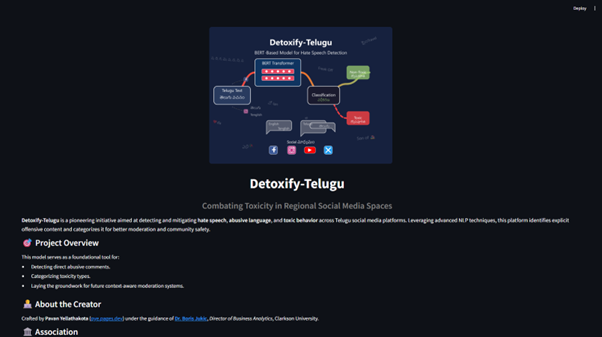 Deploy
Detoxify-Telugu
BERT-Based Model for Hate Speech Detection
BERT Transformer
Telugu Text
Classification
Detoxify-Telugu
Combating Toxicity in Regional Social Media Spaces
Detoxify-Telugu is a pioneering initiative aimed at detecting and mitigating hate speech, abusive language, and toxic behavior across Telugu social media platforms. Leveraging advanced NLP techniques, this platform identifies explicit
offensive content and categorizes it for better moderation and community safety.
Project Overview
This model serves as a foundational tool for:
• Detecting direct abusive comments.
• Categorizing toxicity types.
• Laying the groundwork for future context-aware moderation systems.
About the Creator
Crafted by Pavan Yellathakota (pye.pages.dev) under the guidance of Dr. Boris Jukic, Director of Business Analytics, Clarkson University.
Association